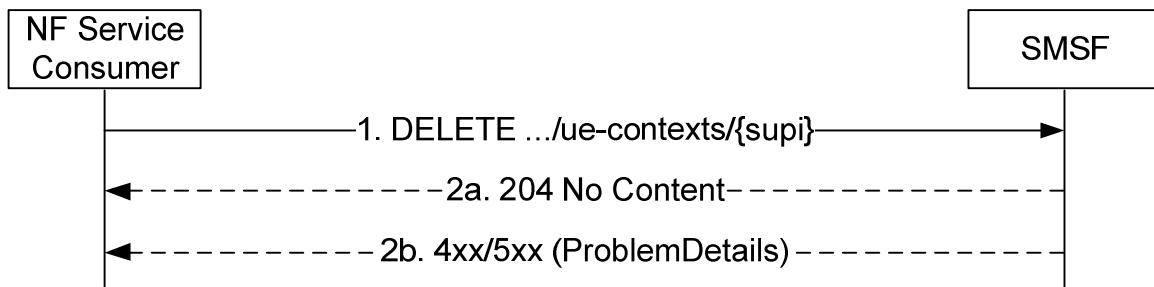 NF Service
Consumer
SMSF
1. DELETE .../ue-contexts/{supi}
2a. 204 No Content
2b. 4xx/5xx (ProblemDetails)